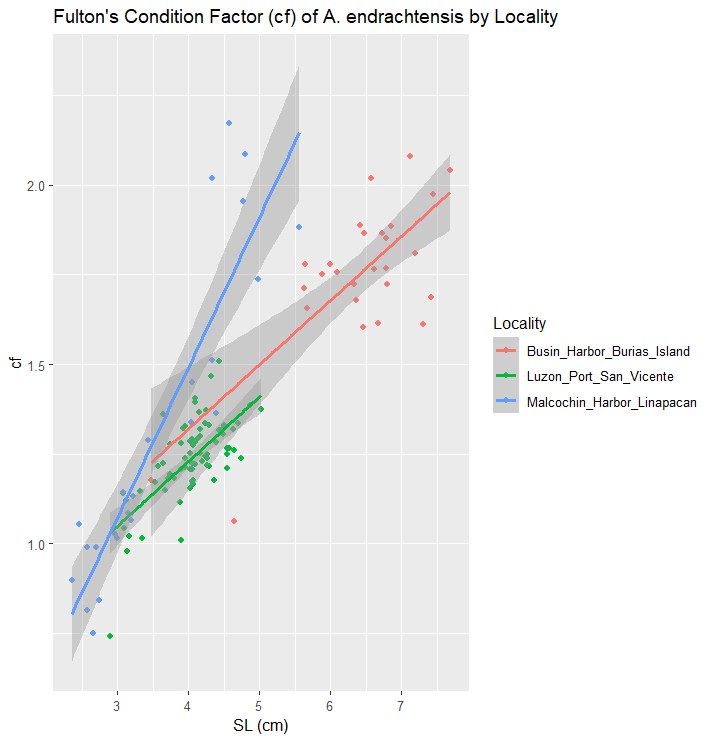 Fulton's Condition Factor (cf) of A. endrachtensis by Locality
2.0
1.5
1.0
cf
3 4 5 6 7
SL (cm)
Locality
Busin_Harbor_Burias_Island
Luzon_Port_San_Vicente
Malcochin_Harbor_Linapacan